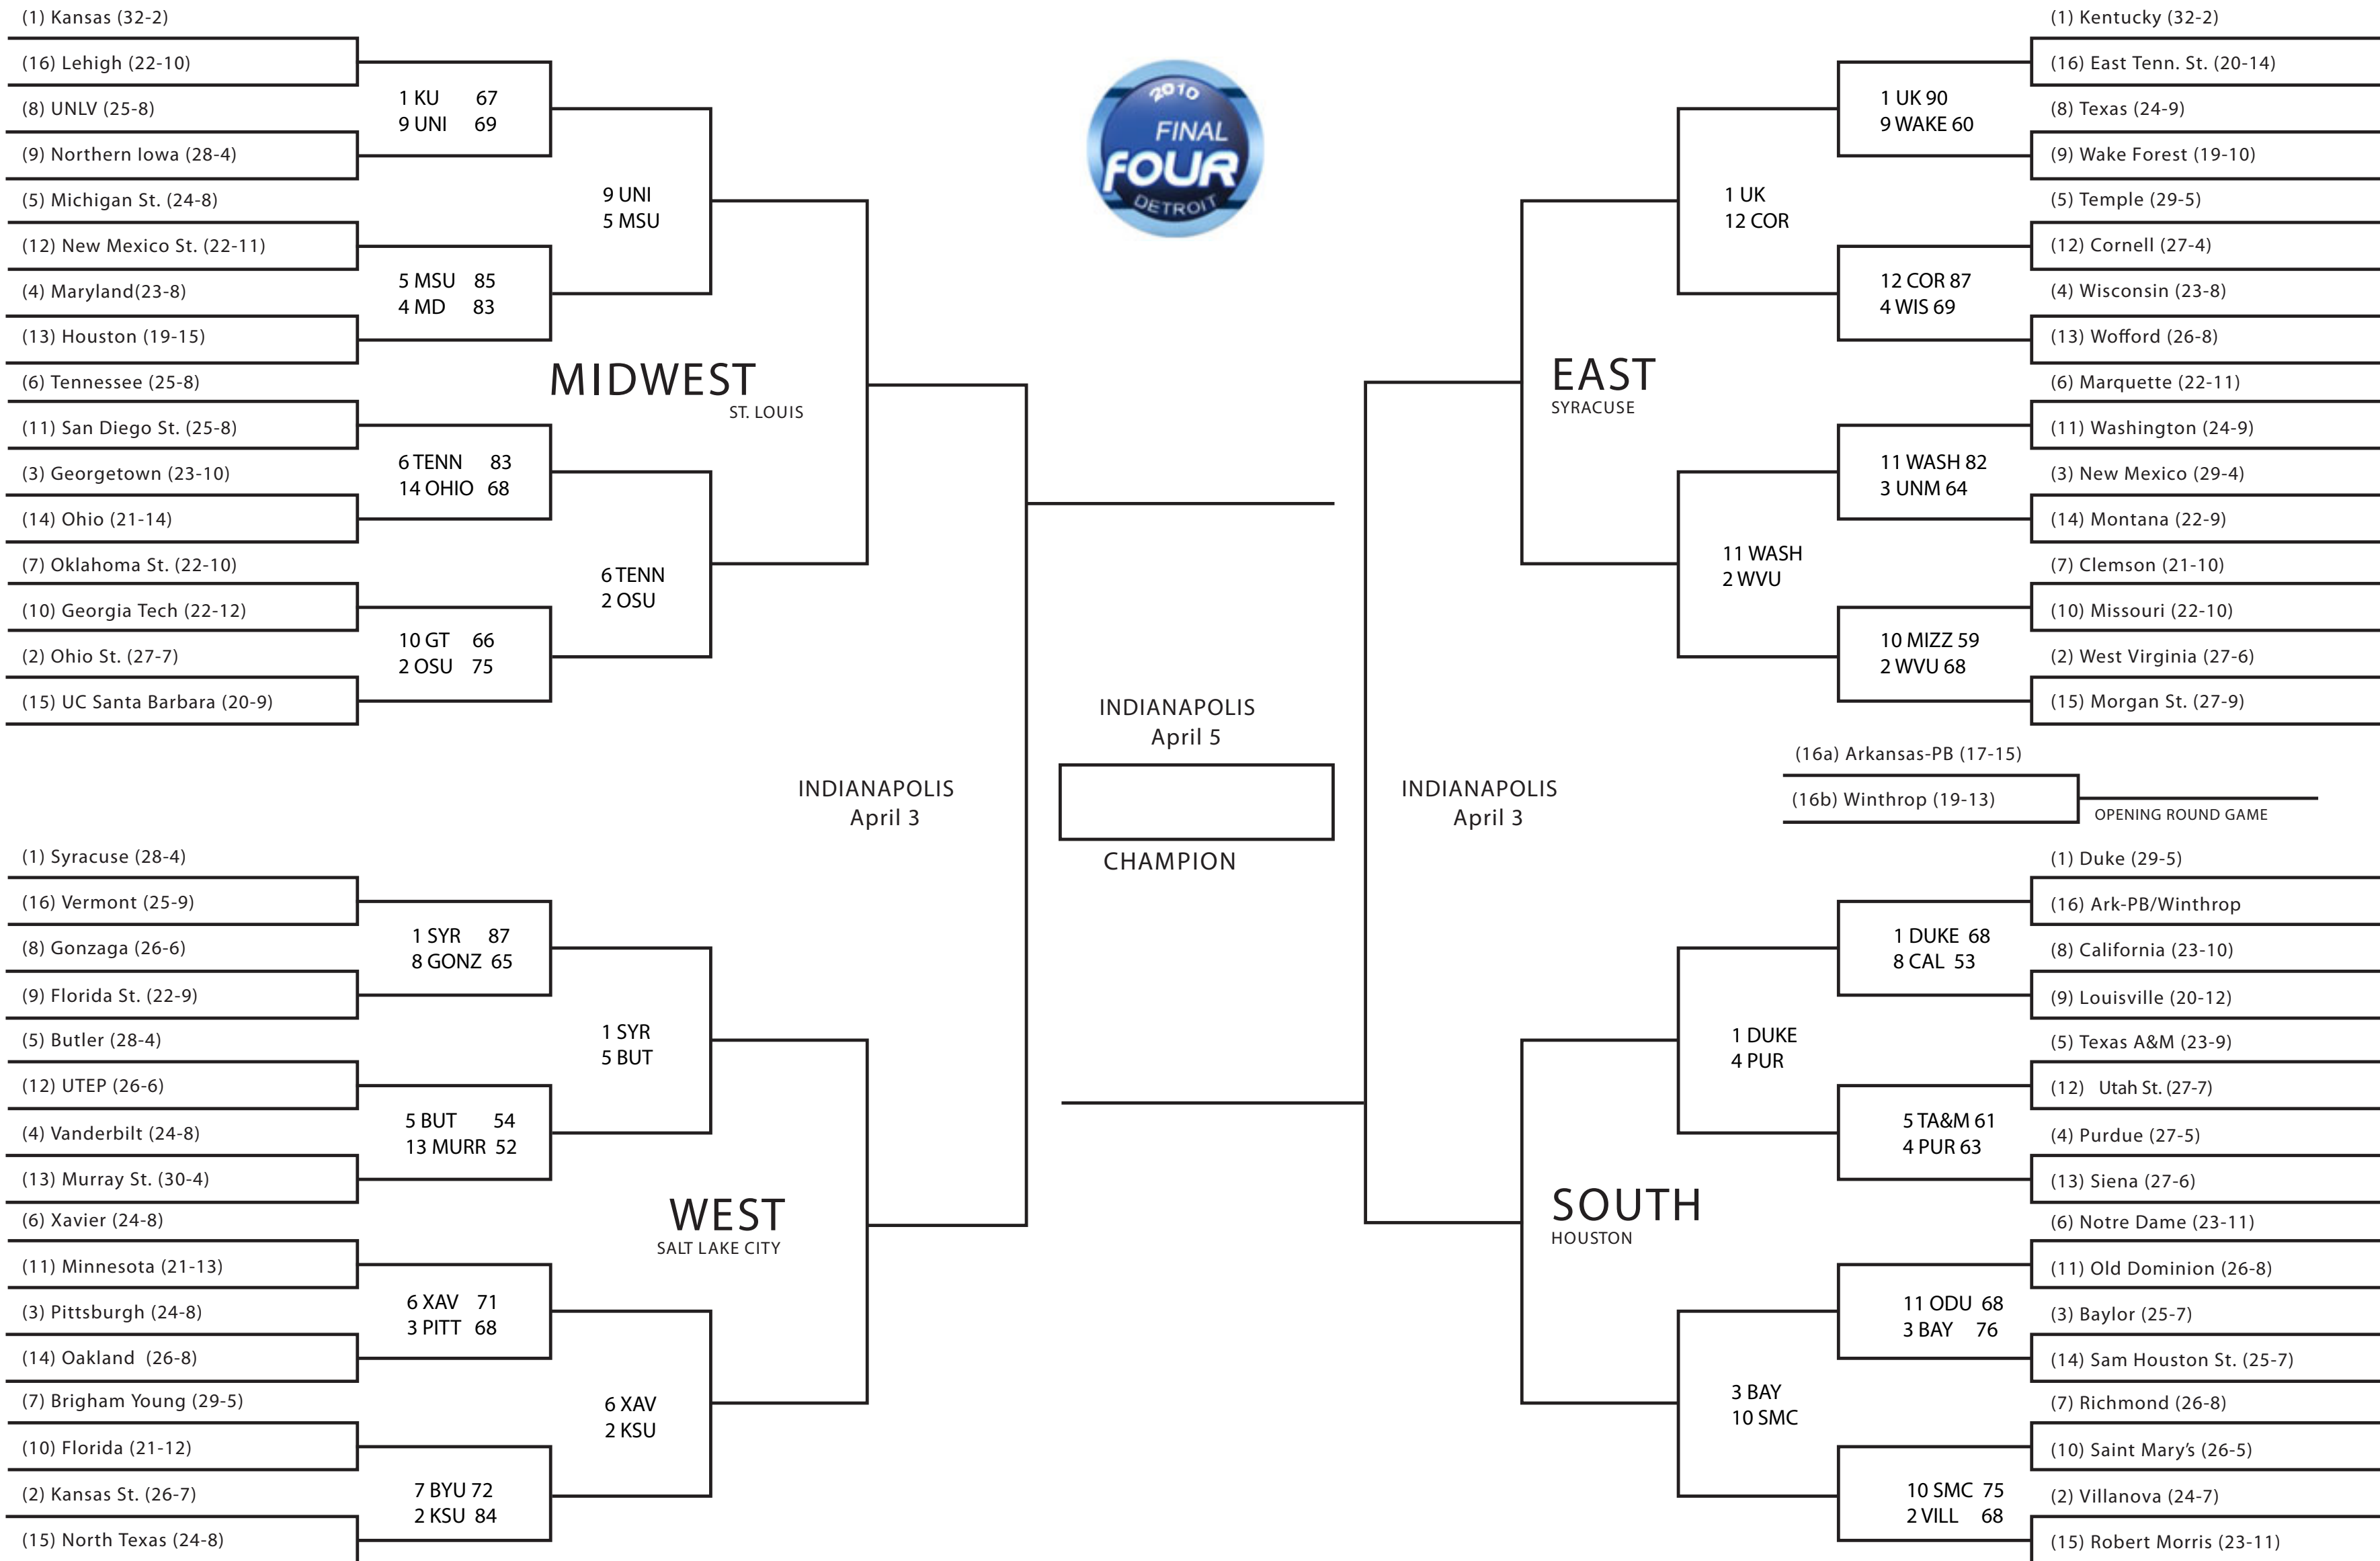 (1) Kansas (32-2)
(16) Lehigh (22-10)
(8) UNLV (25-8)
(9) Northern Iowa (28-4)
(5) Michigan St. (24-8)
(12) New Mexico St. (22-11)
(4) Maryland(23-8)
(13) Houston (19-15)
(6) Tennessee (25-8)
(11) San Diego St. (25-8)
(3) Georgetown (23-10)
(14) Ohio (21-14)
(7) Oklahoma St. (22-10)
(10) Georgia Tech (22-12)
(2) Ohio St. (27-7)
(15) UC Santa Barbara (20-9)
1 KU 67
9 UNI 69
5 MSU 85
4 MD 83
6 TENN 83
14 OHIO 68
10 GT 66
2 OSU 75
9 UNI
5 MSU
6 TENN
2 OSU
MIDWEST
ST. LOUIS
(1) Syracuse (28-4)
(16) Vermont (25-9)
(8) Gonzaga (26-6)
(9) Florida St. (22-9)
(5) Butler (28-4)
(12) UTEP (26-6)
(4) Vanderbilt (24-8)
(13) Murray St. (30-4)
(6) Xavier (24-8)
(11) Minnesota (21-13)
(3) Pittsburgh (24-8)
(14) Oakland (26-8)
(7) Brigham Young (29-5)
(10) Florida (21-12)
(2) Kansas St. (26-7)
(15) North Texas (24-8)
1 SYR 87
8 GONZ 65
5 BUT 54
13 MURR 52
6 XAV 71
3 PITT 68
7 BYU 72
2 KSU 84
1 SYR
5 BUT
6 XAV
2 KSU
WEST
SALT LAKE CITY
INDIANAPOLIS
April 3
2010
FINAL
FOUR
DETROIT
INDIANAPOLIS
April 5
CHAMPION
INDIANAPOLIS
April 3
EAST
SYRACUSE
1 UK
12 COR
11 WASH
2 WVU
1 UK 90
9 WAKE 60
12 COR 87
4 WIS 69
11 WASH 82
3 UNM 64
10 MIZZ 59
2 WVU 68
(1) Kentucky (32-2)
(16) East Tenn. St. (20-14)
(8) Texas (24-9)
(9) Wake Forest (19-10)
(5) Temple (29-5)
(12) Cornell (27-4)
(4) Wisconsin (23-8)
(13) Wofford (26-8)
(6) Marquette (22-11)
(11) Washington (24-9)
(3) New Mexico (29-4)
(14) Montana (22-9)
(7) Clemson (21-10)
(10) Missouri (22-10)
(2) West Virginia (27-6)
(15) Morgan St. (27-9)
(16a) Arkansas-PB (17-15)
(16b) Winthrop (19-13)
OPENING ROUND GAME
SOUTH
HOUSTON
1 DUKE
4 PUR
3 BAY
10 SMC
1 DUKE 68
8 CAL 53
5 TA&M 61
4 PUR 63
11 ODU 68
3 BAY 76
10 SMC 75
2 VILL 68
(1) Duke (29-5)
(16) Ark-PB/Winthrop
(8) California (23-10)
(9) Louisville (20-12)
(5) Texas A&M (23-9)
(12) Utah St. (27-7)
(4) Purdue (27-5)
(13) Siena (27-6)
(6) Notre Dame (23-11)
(11) Old Dominion (26-8)
(3) Baylor (25-7)
(14) Sam Houston St. (25-7)
(7) Richmond (26-8)
(10) Saint Mary's (26-5)
(2) Villanova (24-7)
(15) Robert Morris (23-11)